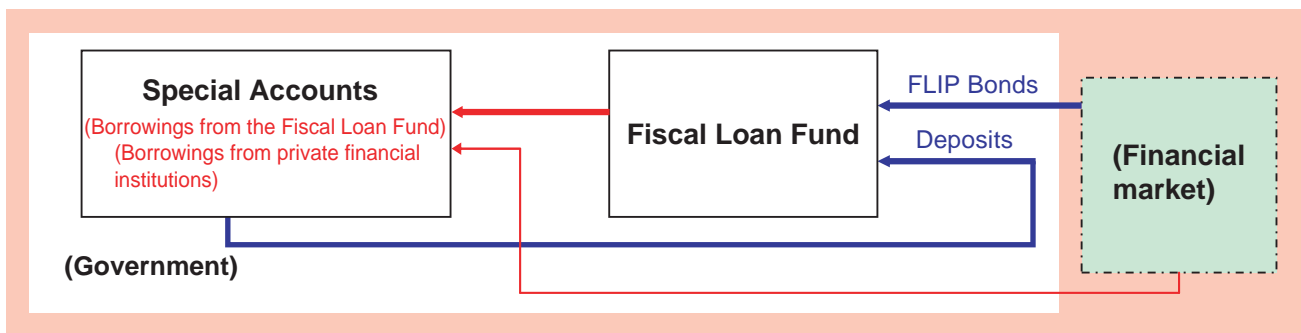 Special Accounts
(Borrowings from the Fiscal Loan Fund)
(Borrowings from private financial
institutions)
Fiscal Loan Fund
FLIP Bonds
Deposits
(Financial
market)
(Government)